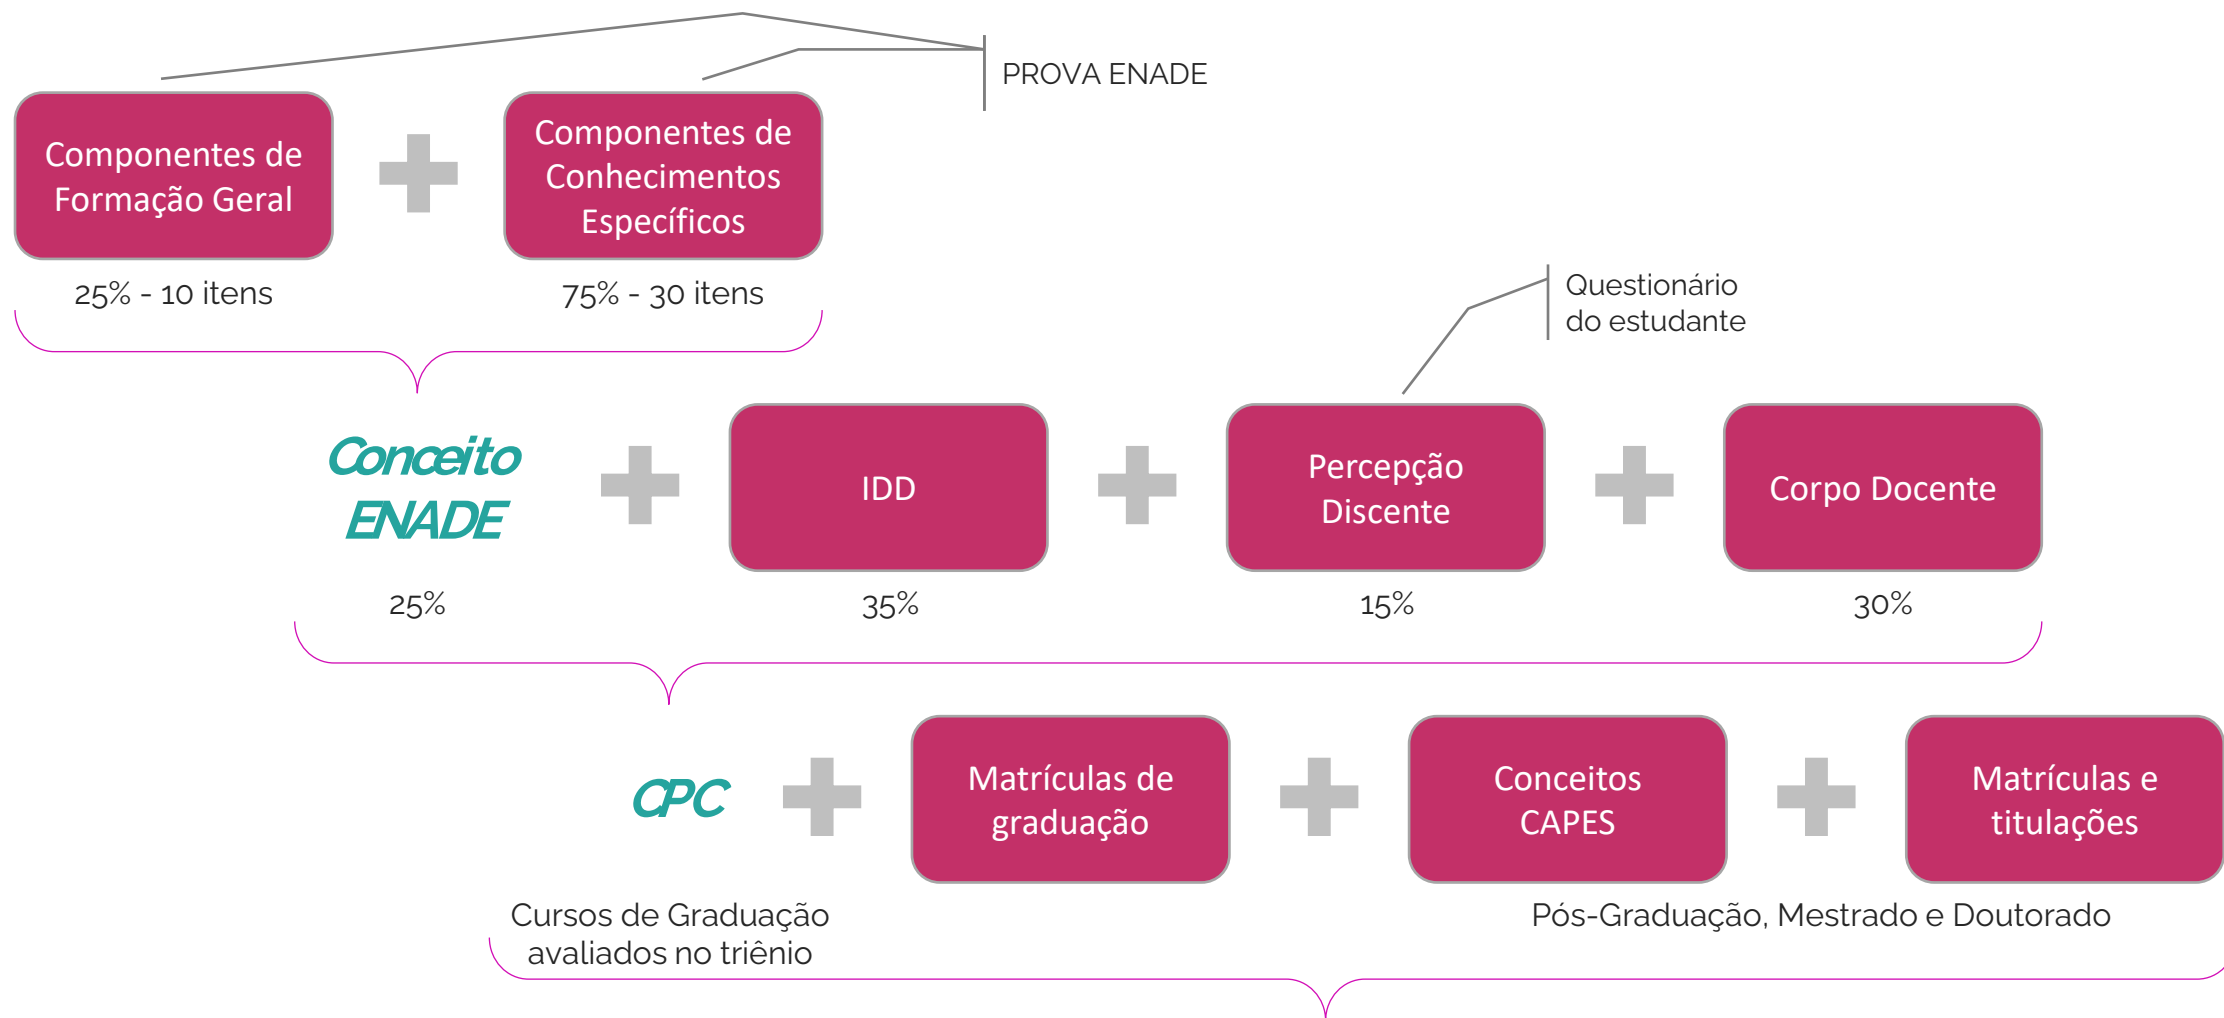 PROVA ENADE
Componentes de
Formação Geral
Componentes de
Conhecimentos
Específicos
25% - 10 itens
75% - 30 itens
Questionário
do estudante
Conceito
ENADE
IDD
Percepção
Discente
Corpo Docente
25%
35%
15%
30%
CPC
Matrículas de
graduação
Conceitos
CAPES
Matrículas e
titulações
Cursos de Graduação
avaliados no triênio
Pós-Graduação, Mestrado e Doutorado